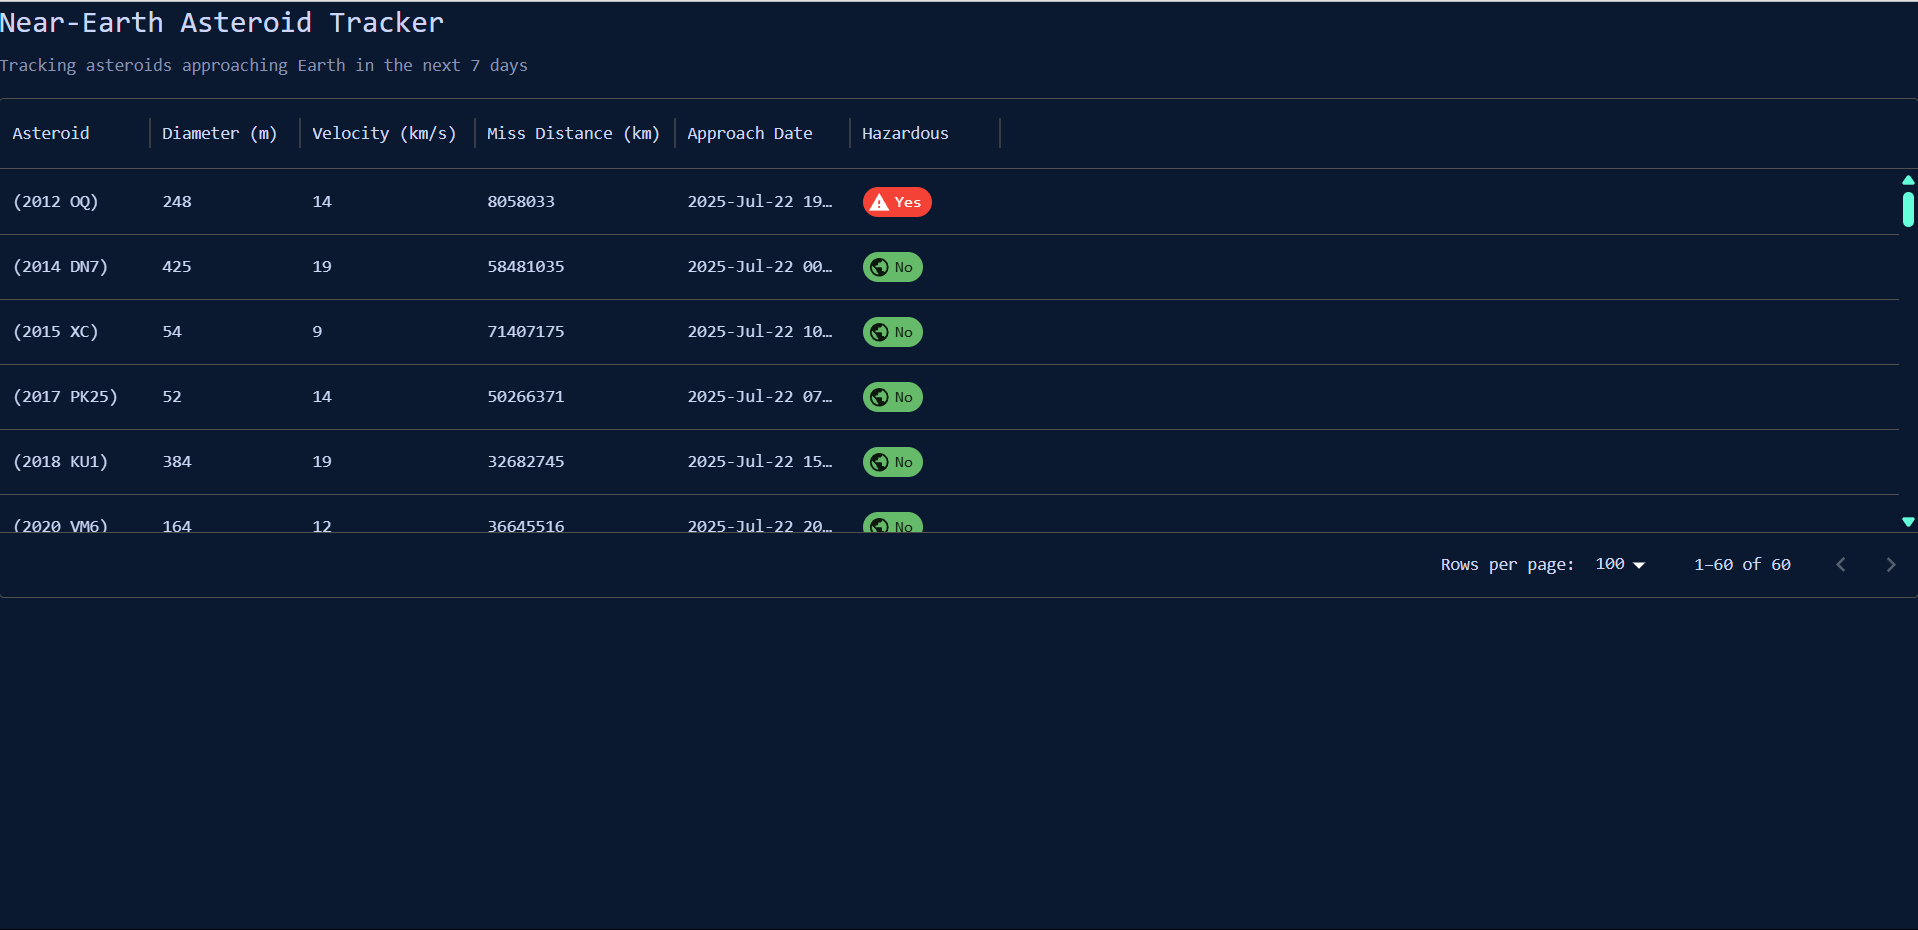 Near-Earth Asteroid Tracker
Tracking asteroids approaching Earth in the next 7 days
Asteroid Diameter (m) Velocity (km/s) Miss Distance (km) Approach Date Hazardous
(2012 OQ) 248 14 8058033 2025-Jul-22 19… Yes
(2014 DN7) 425 19 58481035 2025-Jul-22 00… No
(2015 XC) 54 9 71407175 2025-Jul-22 10… No
(2017 PK25) 52 14 50266371 2025-Jul-22 07… No
(2018 KU1) 384 19 32682745 2025-Jul-22 15… No
(2020 VM6) 164 12 36645516 2025-Jul-22 20… No
Rows per page: 100 1–60 of 60